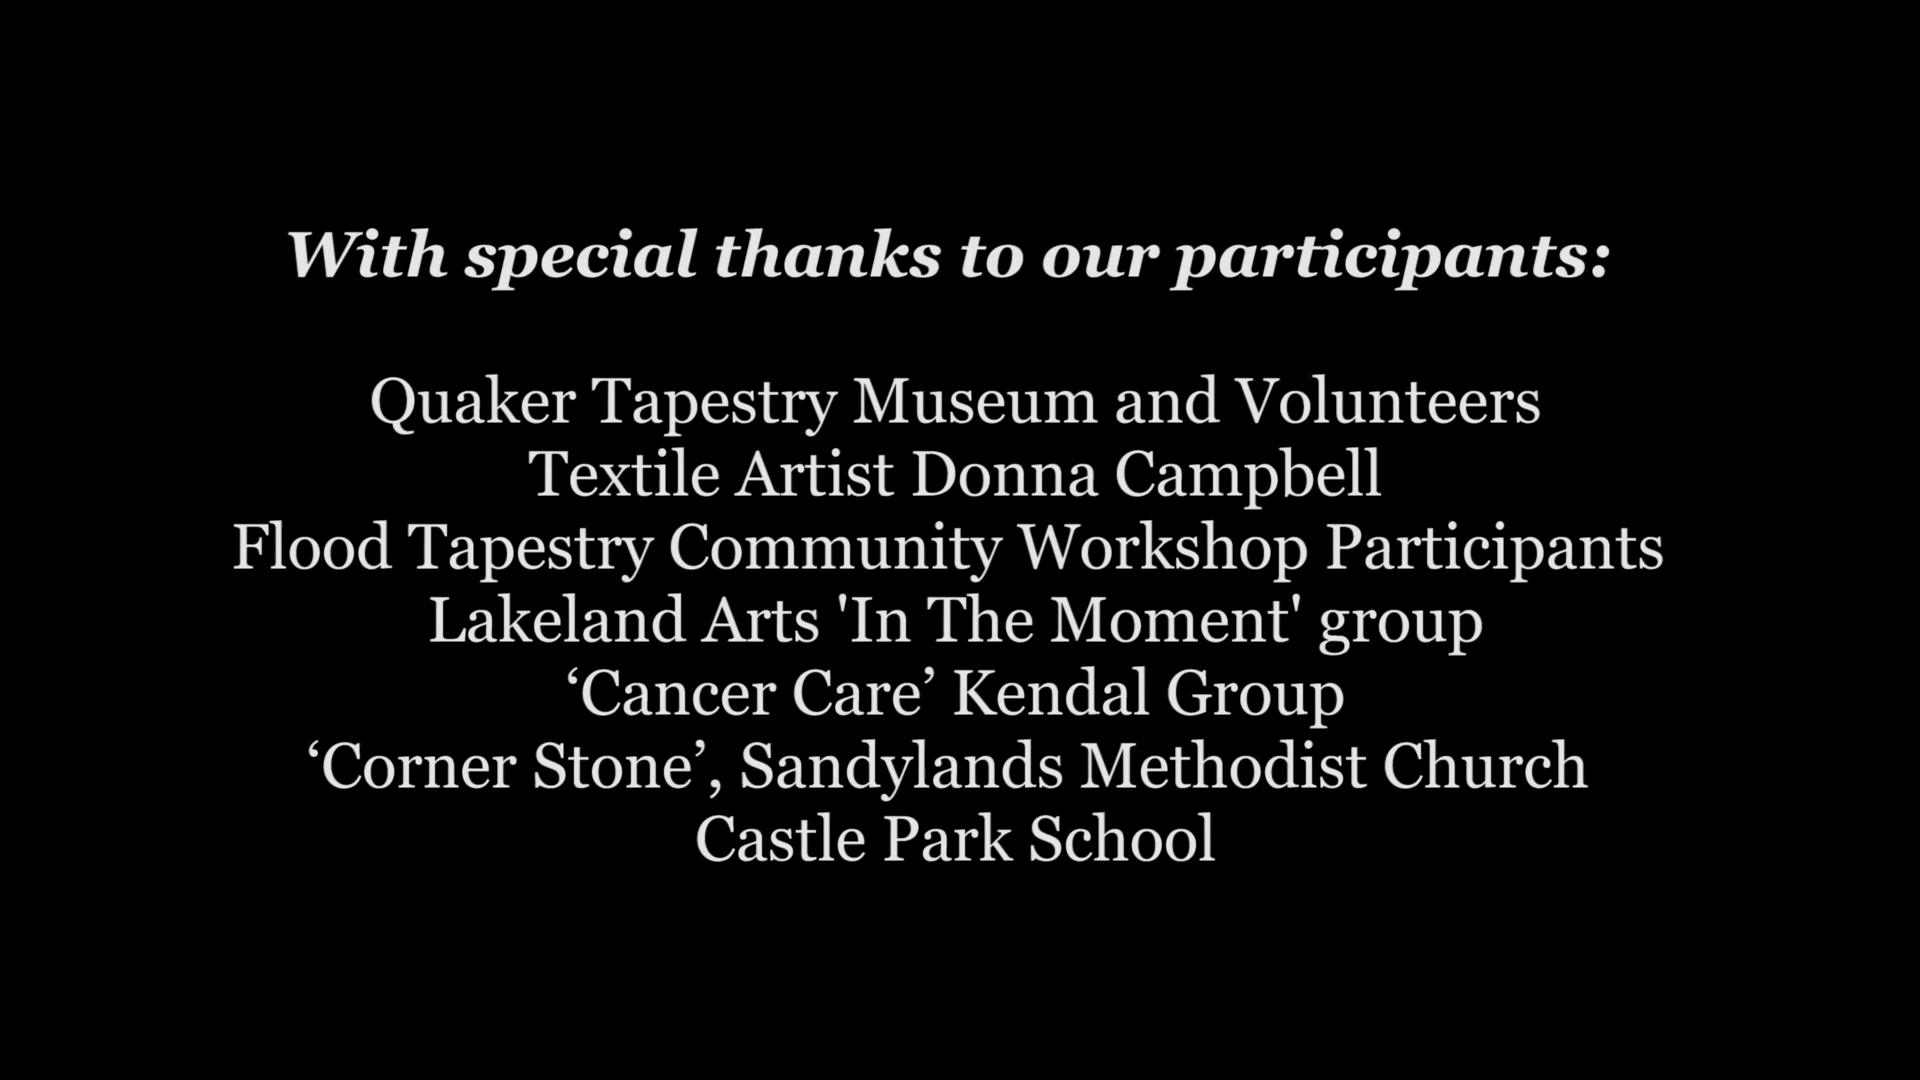 With special thanks to our participants:
Quaker Tapestry Museum and Volunteers
Textile Artist Donna Campbell
Flood Tapestry Community Workshop Participants
Lakeland Arts 'In The Moment' group
‘Cancer Care’ Kendal Group
‘Corner Stone’, Sandylands Methodist Church
Castle Park School